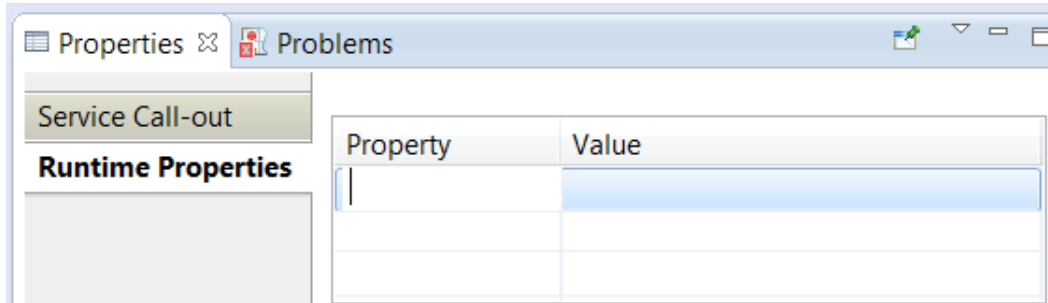 Properties Problems
Service Call-out
Property Value
Runtime Properties